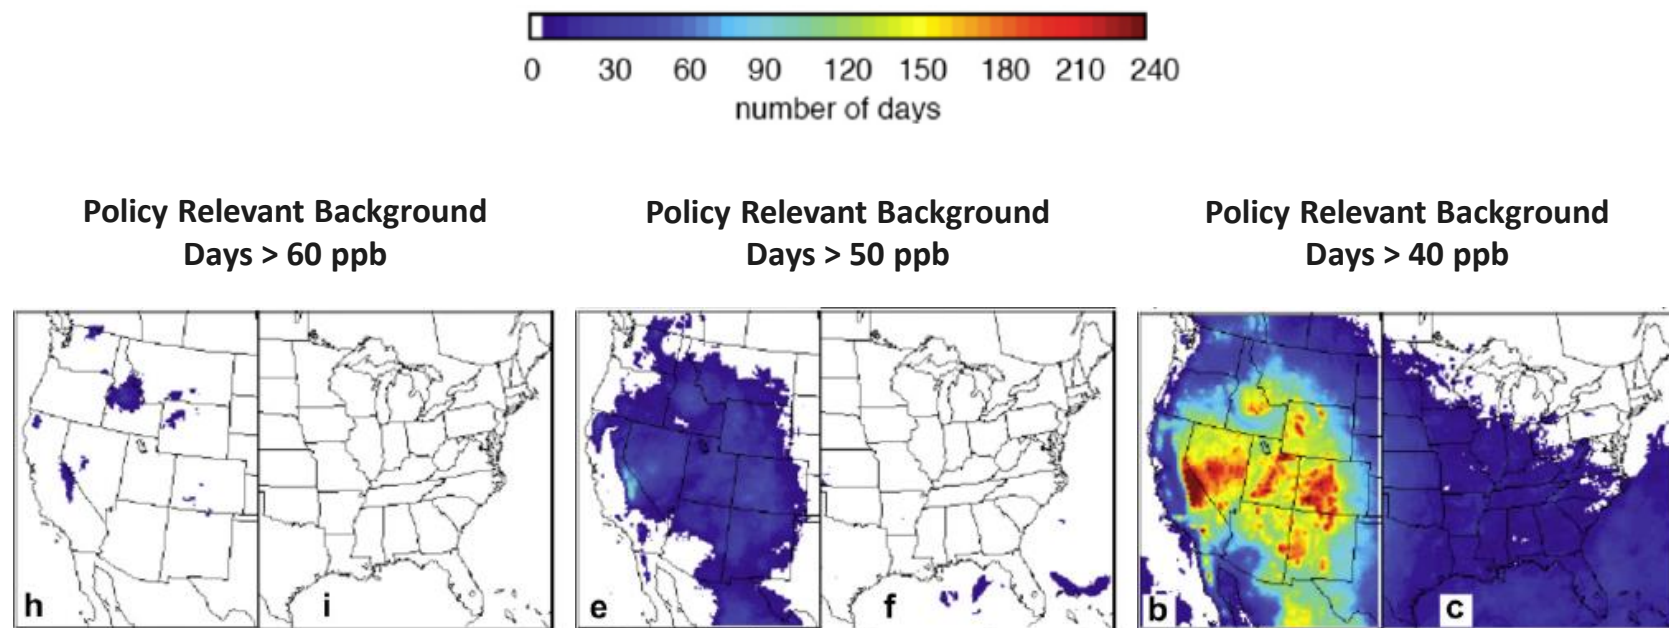 0 30 60 90 120 150 180 210 240
number of days
Policy Relevant Background
Days > 60 ppb
Policy Relevant Background
Days > 50 ppb
Policy Relevant Background
Days > 40 ppb
h i
e f
b c